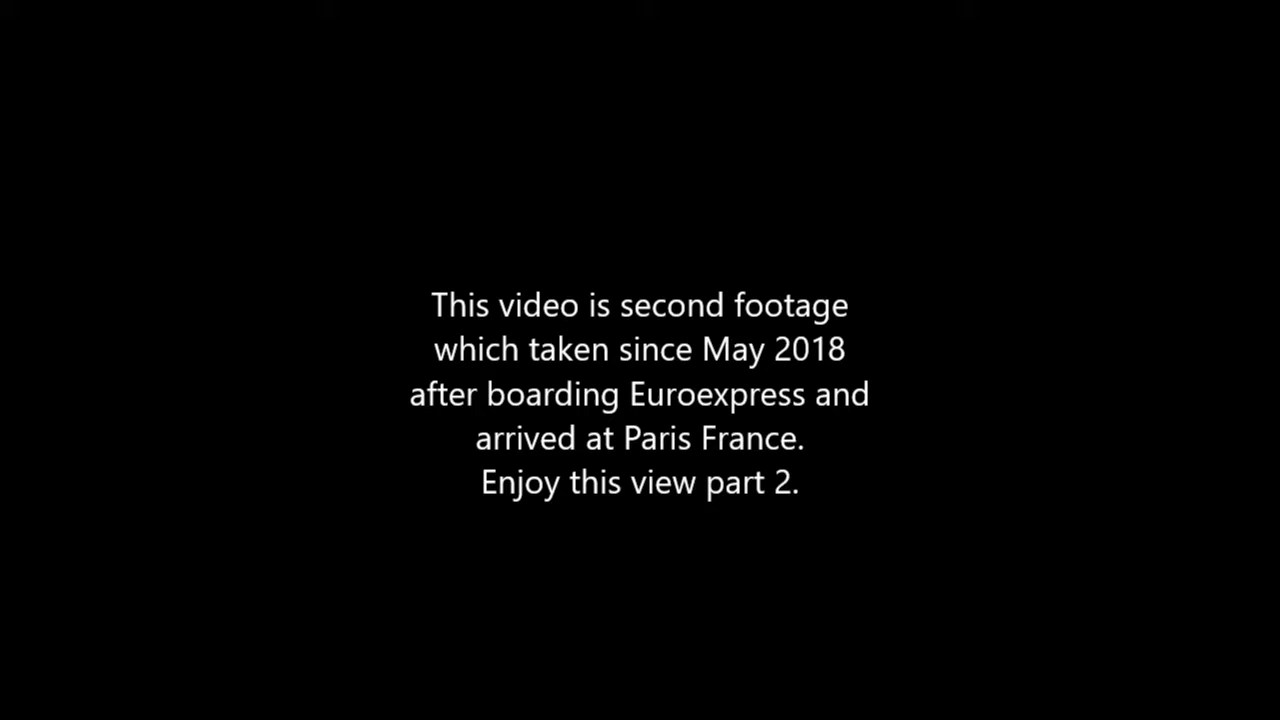 This video is second footage
which taken since May 2018
after boarding Euroexpress and
arrived at Paris France.
Enjoy this view part 2.